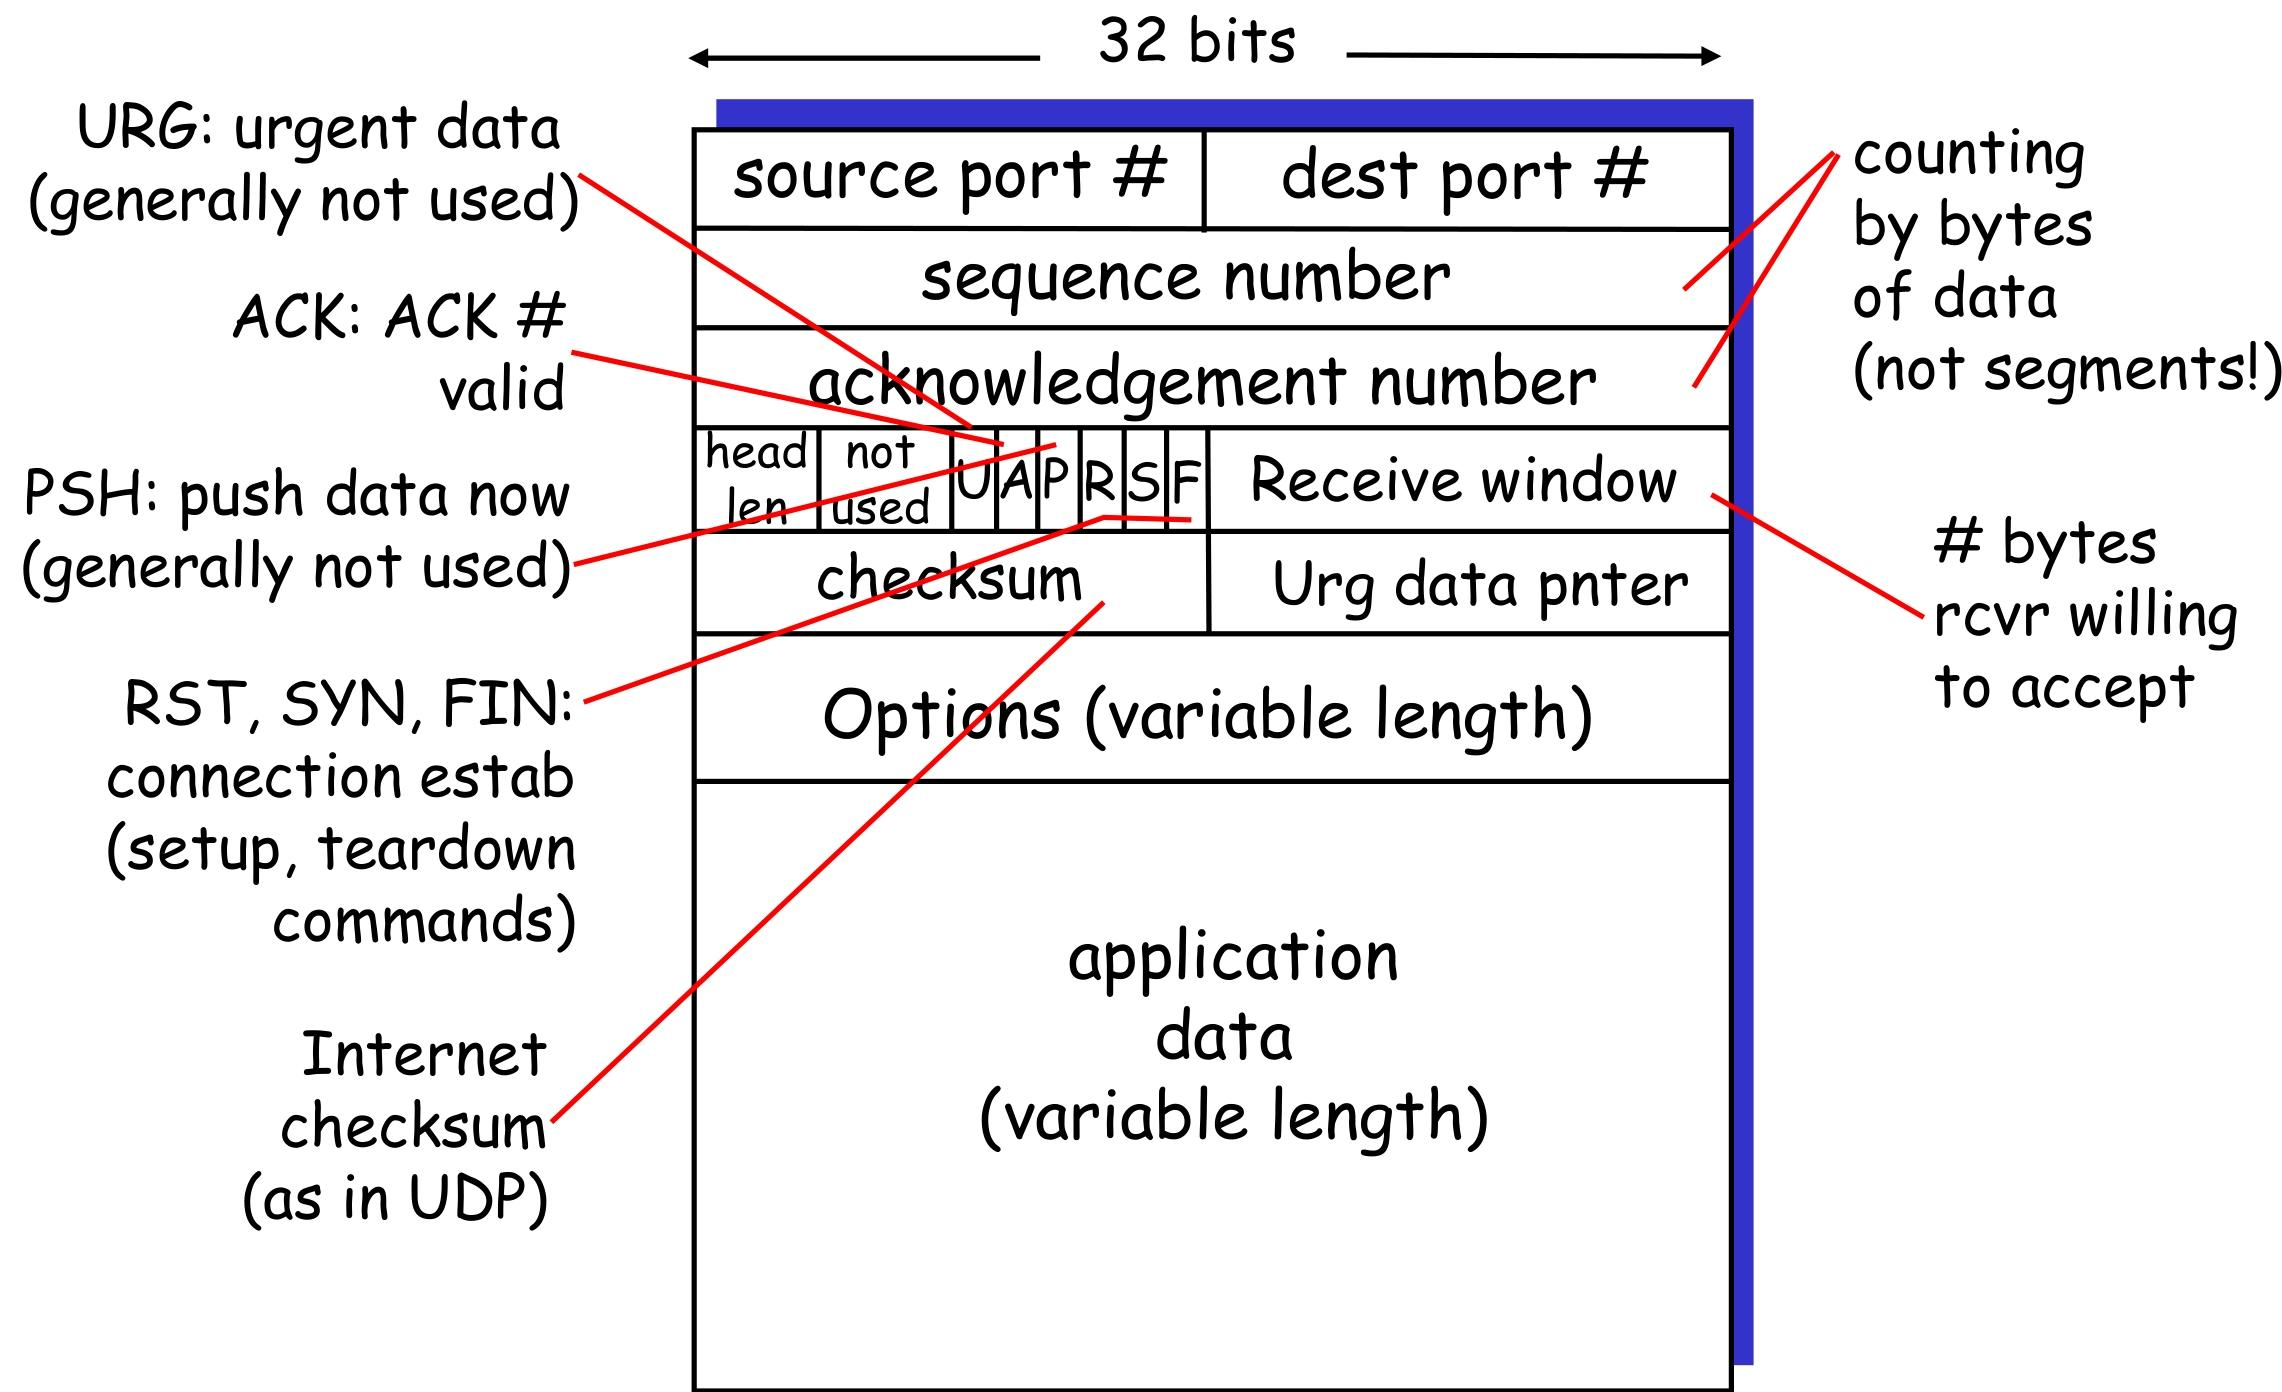 32 bits
URG: urgent data
(generally not used)
ACK: ACK #
valid
PSH: push data now
(generally not used)
RST, SYN, FIN:
connection estab
(setup, teardown
commands)
Internet
checksum
(as in UDP)
source port # dest port #
sequence number
acknowledgement number
head
len
not
used
U A P R S F
Receive window
checksum Urg data pnter
Options (variable length)
application
data
(variable length)
counting
by bytes
of data
(not segments!)
# bytes
rcvr willing
to accept